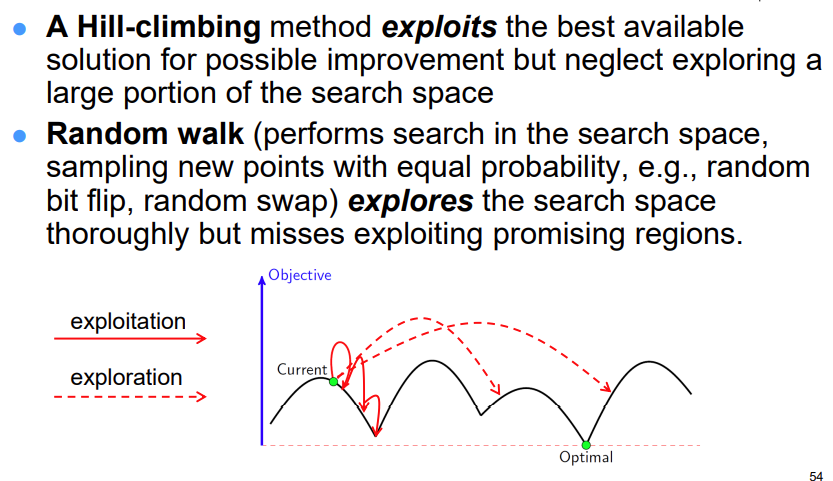 A Hill-climbing method exploits the best available
solution for possible improvement but neglect exploring a
large portion of the search space
Random walk (performs search in the search space,
sampling new points with equal probability, e.g., random
bit flip, random swap) explores the search space
thoroughly but misses exploiting promising regions.
Objective
exploitation
Current
exploration
Optimal
54